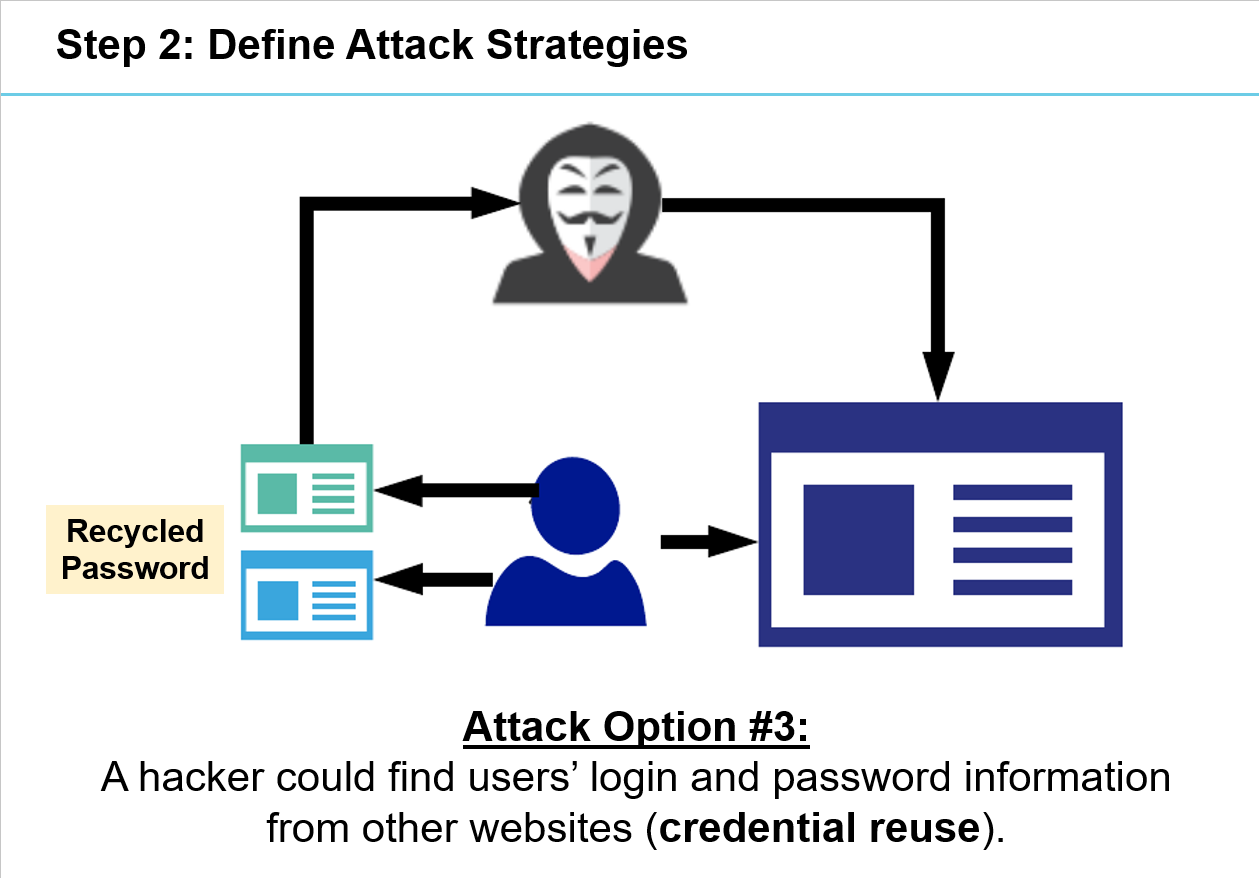 Step 2: Define Attack Strategies
Recycled
Password
Attack Option #3:
A hacker could find users’ login and password information
from other websites (credential reuse).